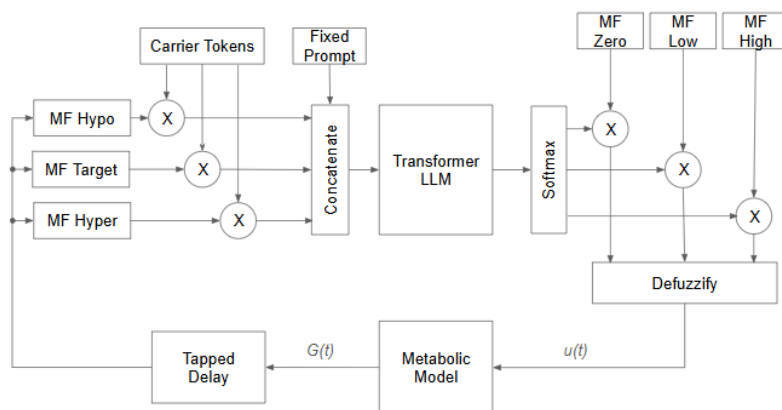 Carrier Tokens
Fixed
Prompt
MF
Zero
MF
Low
MF
High
MF Hypo
X
MF Target
X
MF Hyper
X
Concatenate
Transformer
LLM
Softmax
X
X
X
Defuzzify
Tapped
Delay
G(t)
Metabolic
Model
u(t)